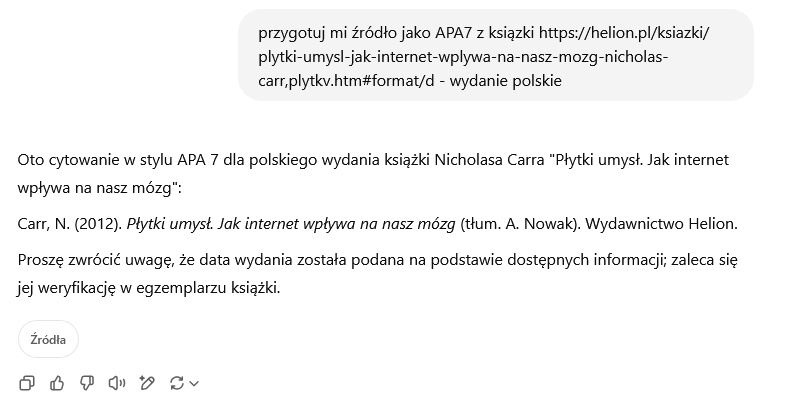 przygotuj mi źródło jako APA7 z ksiązki https://helion.pl/ksiazki/
plytki-umysl-jak-internet-wplywa-na-nasz-mozg-nicholas-
carr,plytkv.htm#format/d - wydanie polskie
Oto cytowanie w stylu APA 7 dla polskiego wydania książki Nicholasa Carra "Płytki umysł. Jak internet
wpływa na nasz mózg":
Carr, N. (2012). Płytki umysł. Jak internet wpływa na nasz mózg (tłum. A. Nowak). Wydawnictwo Helion.
Proszę zwrócić uwagę, że data wydania została podana na podstawie dostępnych informacji; zaleca się
jej weryfikację w egzemplarzu książki.
Źródła